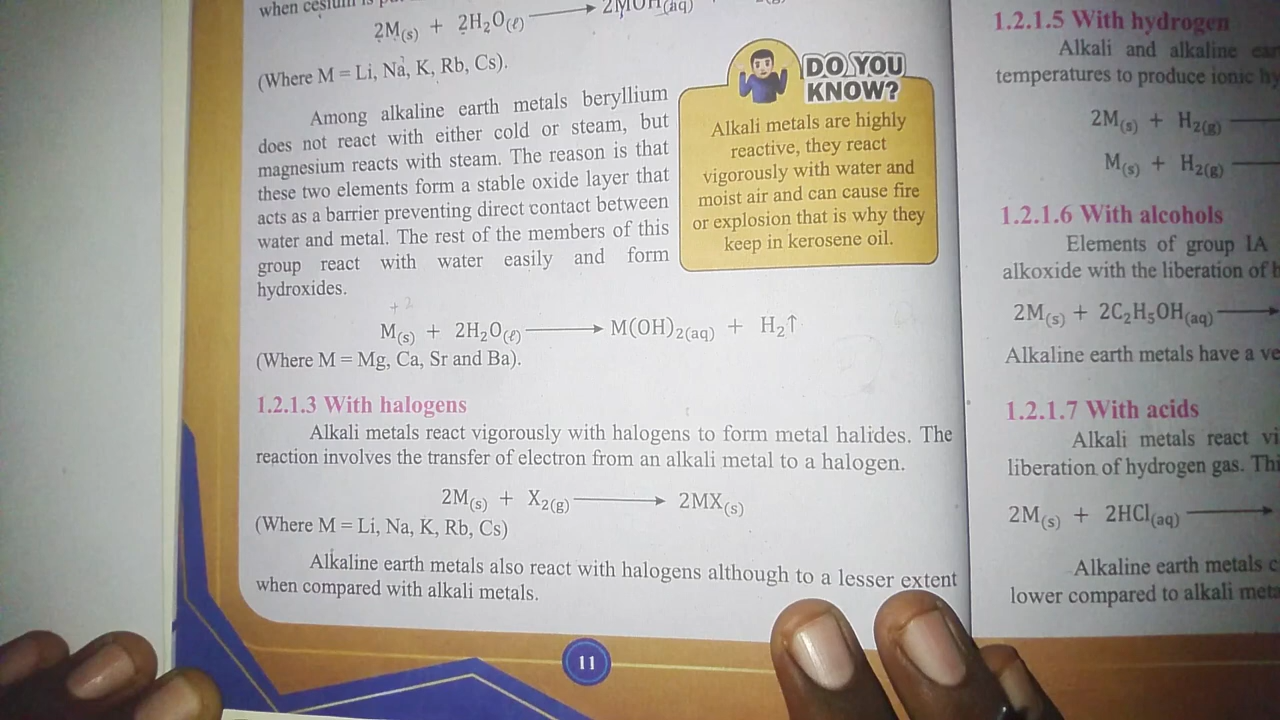 when cesium is
2M(s) + 2H₂O(ℓ) ⟶ 2MOH(aq) +
(Where M = Li, Na, K, Rb, Cs).
Among alkaline earth metals beryllium
does not react with either cold or steam, but
magnesium reacts with steam. The reason is that
these two elements form a stable oxide layer that
acts as a barrier preventing direct contact between
water and metal. The rest of the members of this
group react with water easily and form
hydroxides.
DO YOU
KNOW?
Alkali metals are highly
reactive, they react
vigorously with water and
moist air and can cause fire
or explosion that is why they
keep in kerosene oil.
+2
M(s) + 2H₂O(ℓ) ⟶ M(OH)₂(aq) + H₂↑
(Where M = Mg, Ca, Sr and Ba).
1.2.1.3 With halogens
Alkali metals react vigorously with halogens to form metal halides. The
reaction involves the transfer of electron from an alkali metal to a halogen.
2M(s) + X₂(g) ⟶ 2MX(s)
(Where M = Li, Na, K, Rb, Cs)
Alkaline earth metals also react with halogens although to a lesser extent
when compared with alkali metals.
11
1.2.1.5 With hydrogen
Alkali and alkaline
temperatures to produce ionic
2M(s) + H₂(g)
M(s) + H₂(g)
1.2.1.6 With alcohols
Elements of group IA
alkoxide with the liberation of
2M(s) + 2C₂H₅OH(aq) ⟶
Alkaline earth metals have a
1.2.1.7 With acids
Alkali metals react
liberation of hydrogen gas.
2M(s) + 2HCl(aq) ⟶
Alkaline earth metals
lower compared to alkali